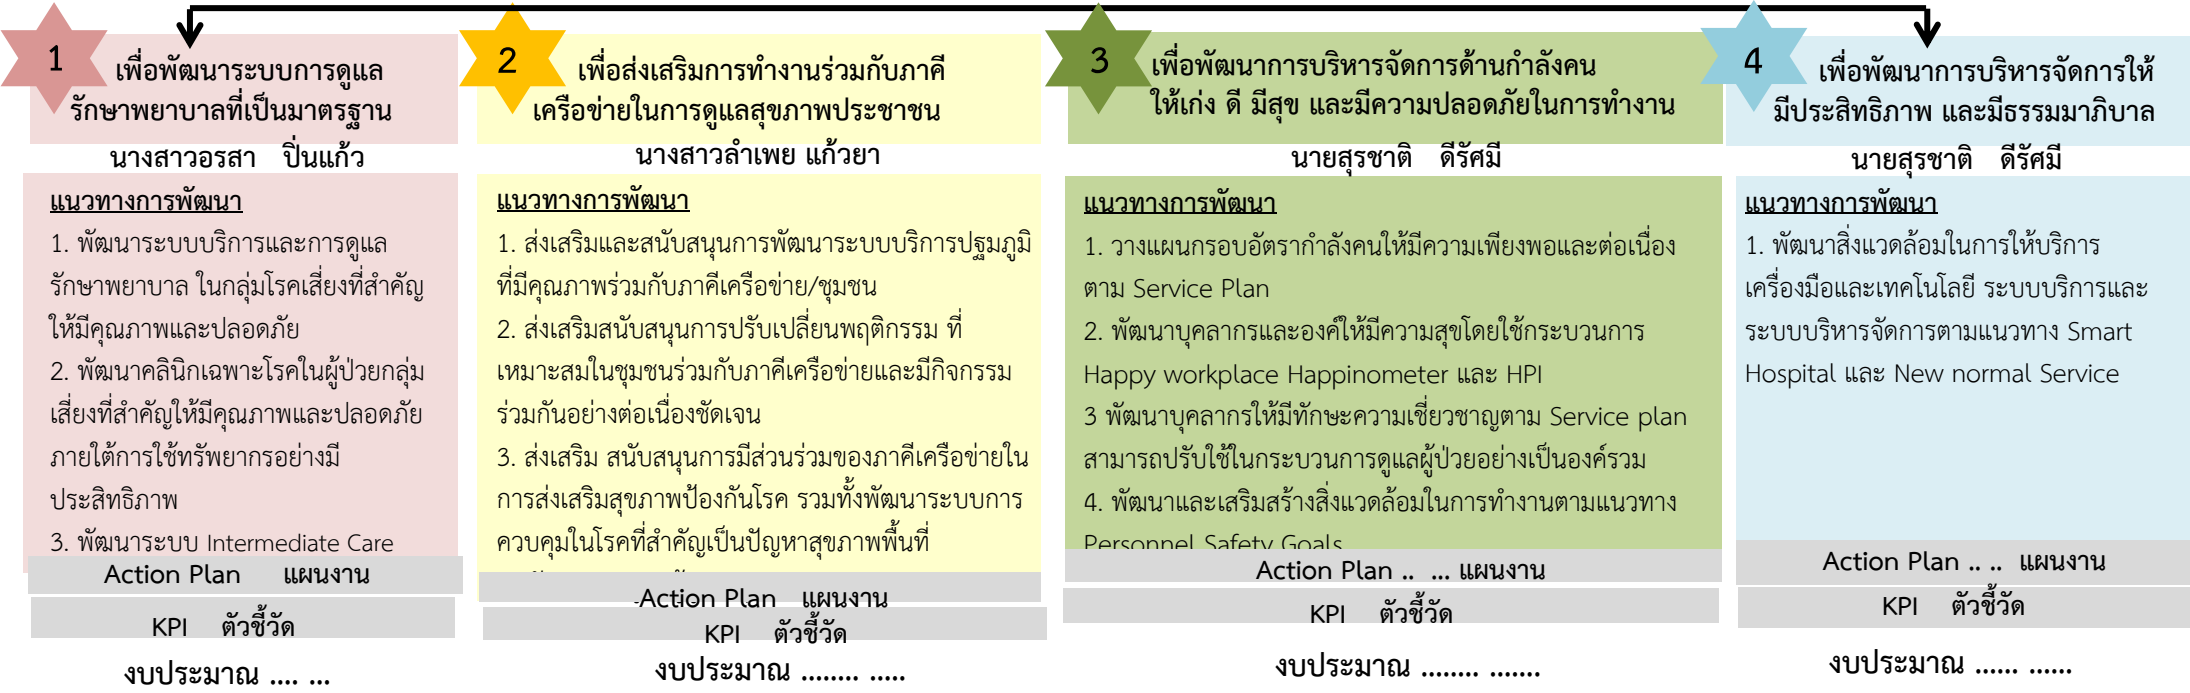 1
เพื่อพัฒนาระบบการดูแล
รักษาพยาบาลที่เป็นมาตรฐาน
นางสาวอรสา ปิ่นแก้ว
แนวทางการพัฒนา
1. พัฒนาระบบบริการและการดูแล
รักษาพยาบาล ในกลุ่มโรคเสี่ยงที่สำคัญ
ให้มีคุณภาพและปลอดภัย
2. พัฒนาคลินิกเฉพาะโรคในผู้ป่วยกลุ่ม
เสี่ยงที่สำคัญให้มีคุณภาพและปลอดภัย
ภายใต้การใช้ทรัพยากรอย่างมี
ประสิทธิภาพ
3. พัฒนาระบบ Intermediate Care
Action Plan แผนงาน
KPI ตัวชี้วัด
งบประมาณ .... ...
2
เพื่อส่งเสริมการทำงานร่วมกับภาคี
เครือข่ายในการดูแลสุขภาพประชาชน
นางสาวลำเพย แก้วยา
แนวทางการพัฒนา
1. ส่งเสริมและสนับสนุนการพัฒนาระบบบริการปฐมภูมิ
ที่มีคุณภาพร่วมกับภาคีเครือข่าย/ชุมชน
2. ส่งเสริมสนับสนุนการปรับเปลี่ยนพฤติกรรม ที่
เหมาะสมในชุมชนร่วมกับภาคีเครือข่ายและมีกิจกรรม
ร่วมกันอย่างต่อเนื่องชัดเจน
3. ส่งเสริม สนับสนุนการมีส่วนร่วมของภาคีเครือข่ายใน
การส่งเสริมสุขภาพป้องกันโรค รวมทั้งพัฒนาระบบการ
ควบคุมในโรคที่สำคัญเป็นปัญหาสุขภาพพื้นที่
Action Plan แผนงาน
KPI ตัวชี้วัด
งบประมาณ ........ .....
3
เพื่อพัฒนาการบริหารจัดการด้านกำลังคน
ให้เก่ง ดี มีสุข และมีความปลอดภัยในการทำงาน
นายสุรชาติ ดีรัศมี
แนวทางการพัฒนา
1. วางแผนกรอบอัตรากำลังคนให้มีความเพียงพอและต่อเนื่อง
ตาม Service Plan
2. พัฒนาบุคลากรและองค์ให้มีความสุขโดยใช้กระบวนการ
Happy workplace Happinometer และ HPI
3 พัฒนาบุคลากรให้มีทักษะความเชี่ยวชาญตาม Service plan
สามารถปรับใช้ในกระบวนการดูแลผู้ป่วยอย่างเป็นองค์รวม
4. พัฒนาและเสริมสร้างสิ่งแวดล้อมในการทำงานตามแนวทาง
Personnel Safety Goals
Action Plan .. ... แผนงาน
KPI ตัวชี้วัด
งบประมาณ ........ .......
4
เพื่อพัฒนาการบริหารจัดการให้
มีประสิทธิภาพ และมีธรรมมาภิบาล
นายสุรชาติ ดีรัศมี
แนวทางการพัฒนา
1. พัฒนาสิ่งแวดล้อมในการให้บริการ
เครื่องมือและเทคโนโลยี ระบบบริการและ
ระบบบริหารจัดการตามแนวทาง Smart
Hospital และ New normal Service
Action Plan .. .. แผนงาน
KPI ตัวชี้วัด
งบประมาณ ...... ......